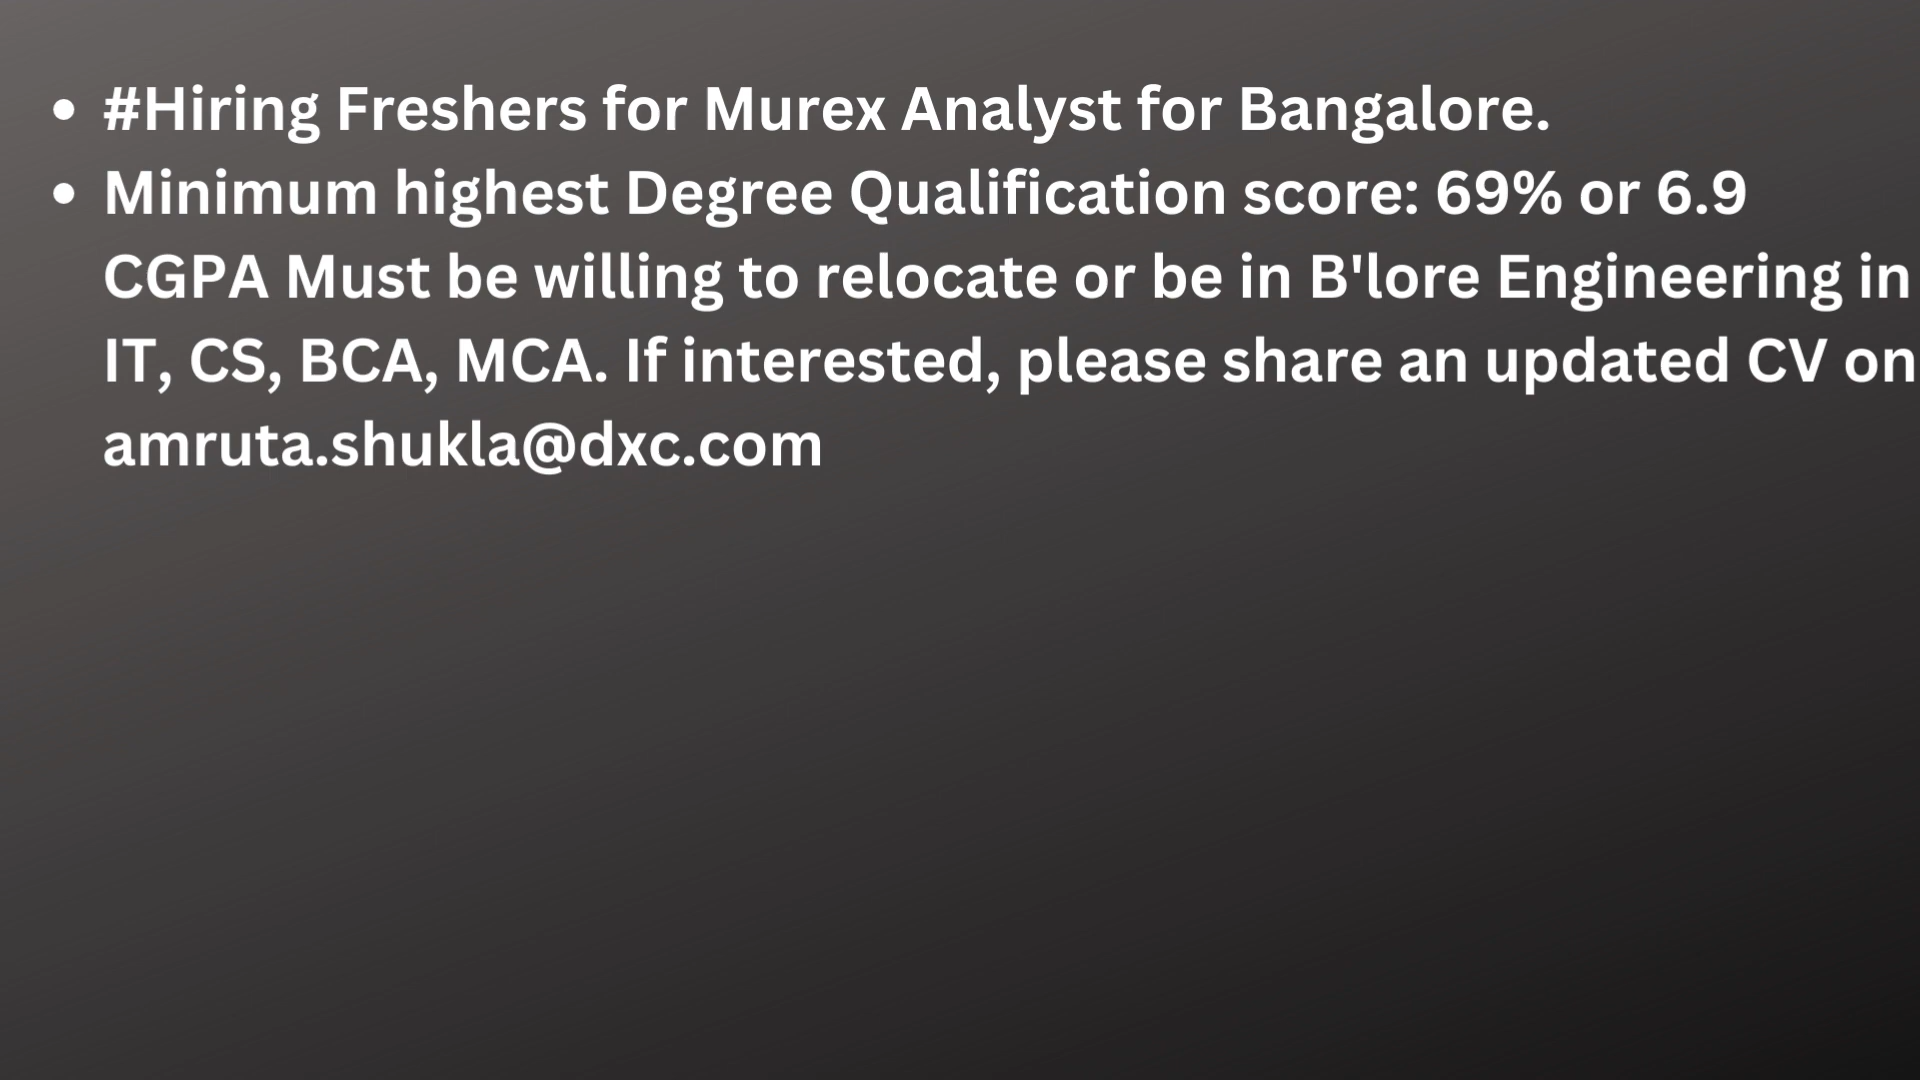 • #Hiring Freshers for Murex Analyst for Bangalore.
• Minimum highest Degree Qualification score: 69% or 6.9
CGPA Must be willing to relocate or be in B'lore Engineering in
IT, CS, BCA, MCA. If interested, please share an updated CV on
amruta.shukla@dxc.com